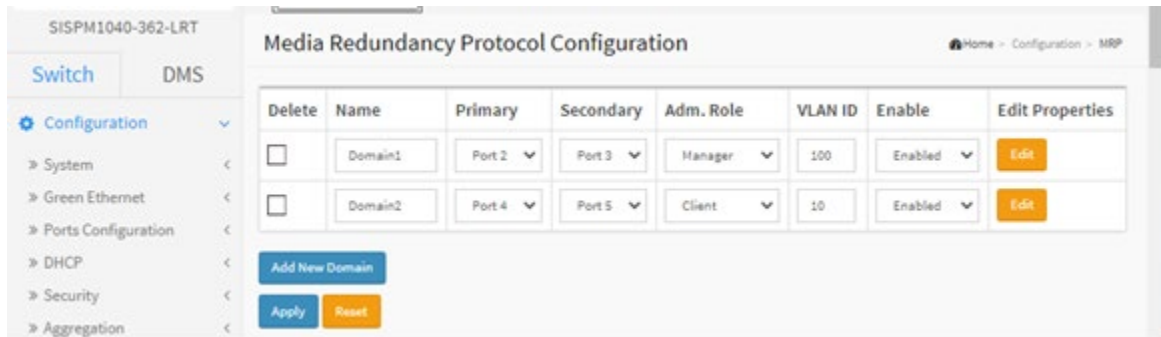 SISPM1040-362-LRT
Switch DMS
Configuration
» System
» Green Ethernet
» Ports Configuration
» DHCP
» Security
» Aggregation
Media Redundancy Protocol Configuration
Home > Configuration > MRP
Delete Name Primary Secondary Adm. Role VLAN ID Enable Edit Properties
Domain1 Port 2 Port 3 Manager 100 Enabled Edit
Domain2 Port 4 Port 5 Client 10 Enabled Edit
Add New Domain
Apply Reset